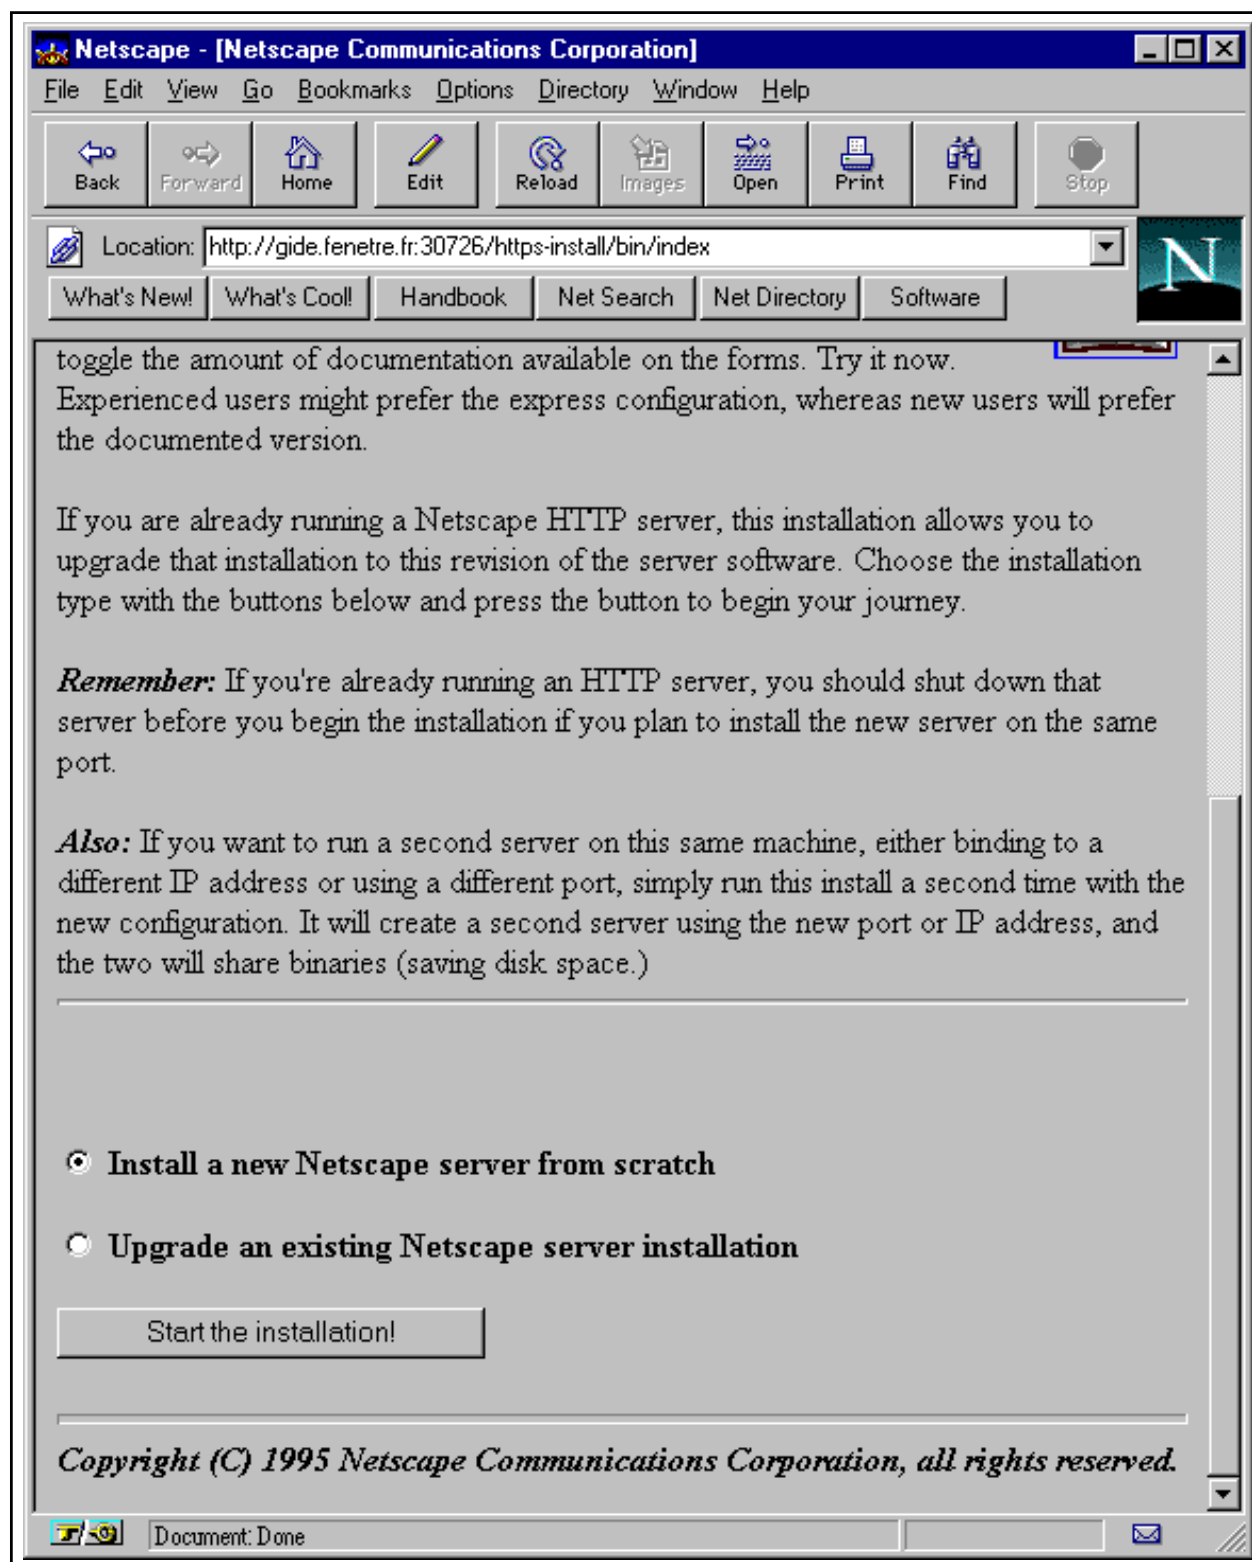 Netscape - [Netscape Communications Corporation]
File Edit View Go Bookmarks Options Directory Window Help
Back Forward Home Edit Reload Images Open Print Find Stop
Location: http://gide.fenetre.fr:30726/https-install/bin/index
N
What's New! What's Cool! Handbook Net Search Net Directory Software
toggle the amount of documentation available on the forms. Try it now.
Experienced users might prefer the express configuration, whereas new users will prefer
the documented version.
If you are already running a Netscape HTTP server, this installation allows you to
upgrade that installation to this revision of the server software. Choose the installation
type with the buttons below and press the button to begin your journey.
Remember: If you're already running an HTTP server, you should shut down that
server before you begin the installation if you plan to install the new server on the same
port.
Also: If you want to run a second server on this same machine, either binding to a
different IP address or using a different port, simply run this install a second time with the
new configuration. It will create a second server using the new port or IP address, and
the two will share binaries (saving disk space.)
Install a new Netscape server from scratch
Upgrade an existing Netscape server installation
Start the installation!
Copyright (C) 1995 Netscape Communications Corporation, all rights reserved.
Document: Done